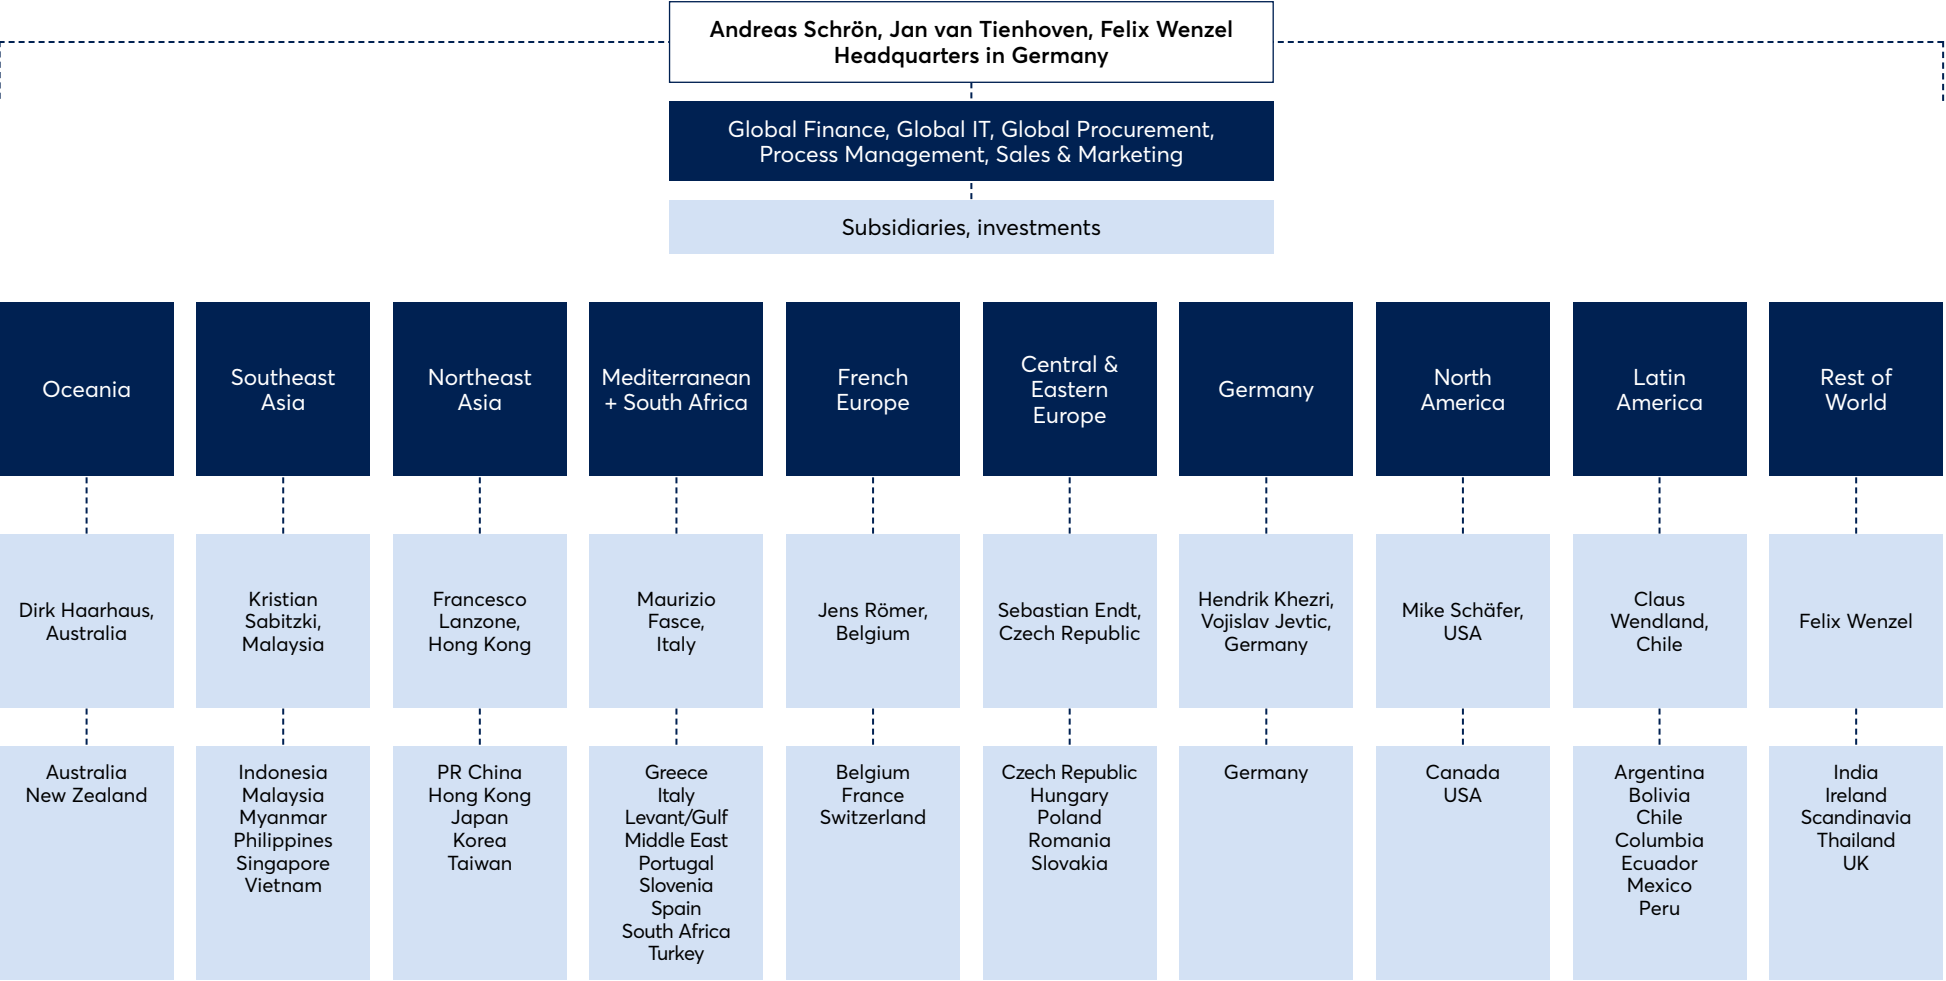 Andreas Schrön, Jan van Tienhoven, Felix Wenzel
Headquarters in Germany
Global Finance, Global IT, Global Procurement,
Process Management, Sales & Marketing
Subsidiaries, investments
Oceania
Southeast
Asia
Northeast
Asia
Mediterranean
+ South Africa
French
Europe
Central &
Eastern
Europe
Germany
North
America
Latin
America
Rest of
World
Dirk Haarhaus,
Australia
Kristian
Sabitzki,
Malaysia
Francesco
Lanzone,
Hong Kong
Maurizio
Fasce,
Italy
Jens Römer,
Belgium
Sebastian Endt,
Czech Republic
Hendrik Khezri,
Vojislav Jevtic,
Germany
Mike Schäfer,
USA
Claus
Wendland,
Chile
Felix Wenzel
Australia
New Zealand
Indonesia
Malaysia
Myanmar
Philippines
Singapore
Vietnam
PR China
Hong Kong
Japan
Korea
Taiwan
Greece
Italy
Levant/Gulf
Middle East
Portugal
Slovenia
Spain
South Africa
Turkey
Belgium
France
Switzerland
Czech Republic
Hungary
Poland
Romania
Slovakia
Germany
Canada
USA
Argentina
Bolivia
Chile
Columbia
Ecuador
Mexico
Peru
India
Ireland
Scandinavia
Thailand
UK